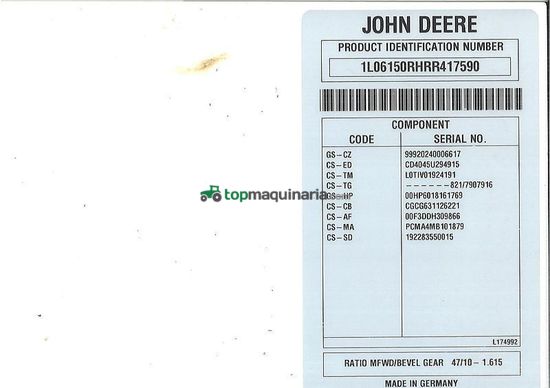 JOHN DEERE
PRODUCT IDENTIFICATION NUMBER
1L06150RHRR417590
COMPONENT
CODE SERIAL NO.
GS-CZ 99920240006617
CS-ED CD4045U294915
CS-TM L0TIV01924191
CS-TG -------821/7907916
HP 00HP6018161769
CS-CB CGCG631126221
CS-AF 00F3DDH309866
CS-MA PCMA4MB101879
CS-SD 192283550015
topmaquinaria
L174992
RATIO MFWD/BEVEL GEAR 47/10 - 1.615
MADE IN GERMANY